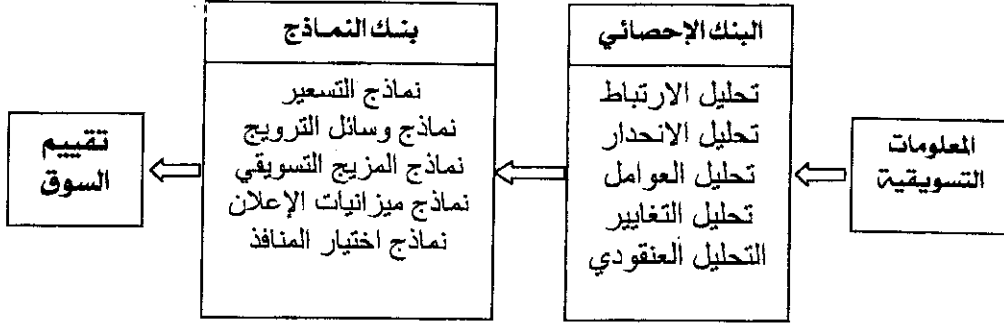 المعلومات
التسويقية
البنك الإحصائي
تحليل الارتباط
تحليل الانحدار
تحليل العوامل
تحليل التغايير
التحليل العنقودي
بنك النماذج
نماذج التسعير
نماذج وسائل الترويج
نماذج المزيج التسويقي
نماذج ميزانيات الإعلان
نماذج اختيار المنافذ
تقييم
السوق